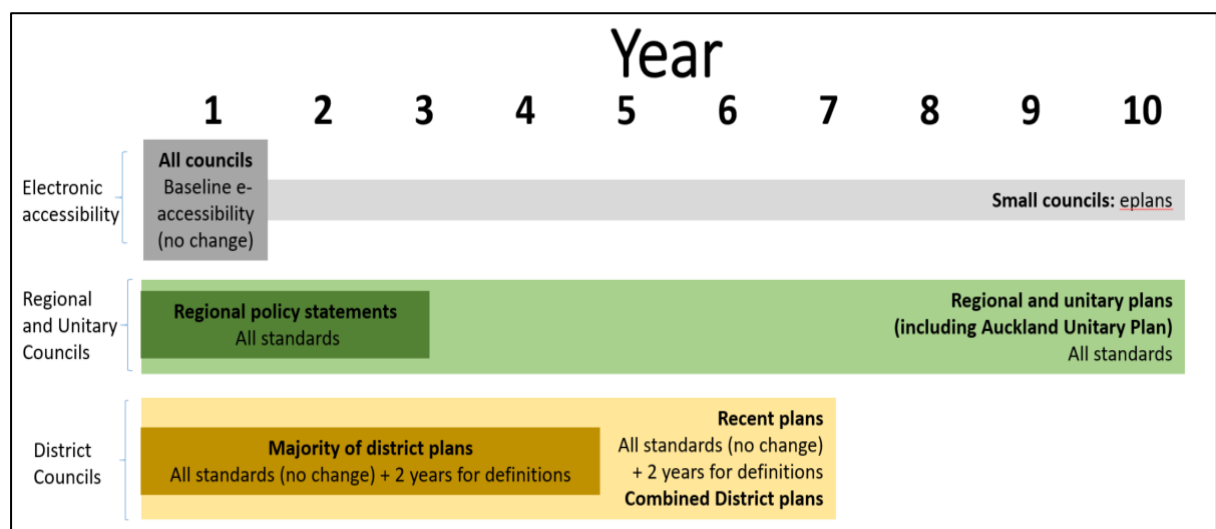 Year
1 2 3 4 5 6 7 8 9 10
Electronic
accessibility
All councils
Baseline e-
accessibility
(no change)
Small councils: eplans
Regional
and Unitary
Councils
Regional policy statements
All standards
Regional and unitary plans
(including Auckland Unitary Plan)
All standards
District
Councils
Majority of district plans
All standards (no change) + 2 years for definitions
Recent plans
All standards (no change)
+ 2 years for definitions
Combined District plans